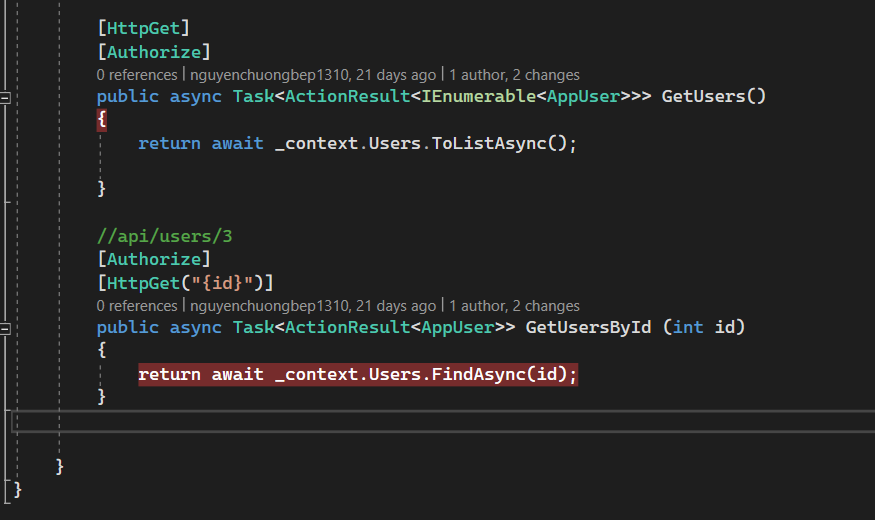 [HttpGet]
[Authorize]
0 references | nguyenchuongbep1310, 21 days ago | 1 author, 2 changes
public async Task<ActionResult<IEnumerable<AppUser>>> GetUsers()
{
return await _context.Users.ToListAsync();
}
//api/users/3
[Authorize]
[HttpGet("{id}")]
0 references | nguyenchuongbep1310, 21 days ago | 1 author, 2 changes
public async Task<ActionResult<AppUser>> GetUsersById (int id)
{
return await _context.Users.FindAsync(id);
}
}
}